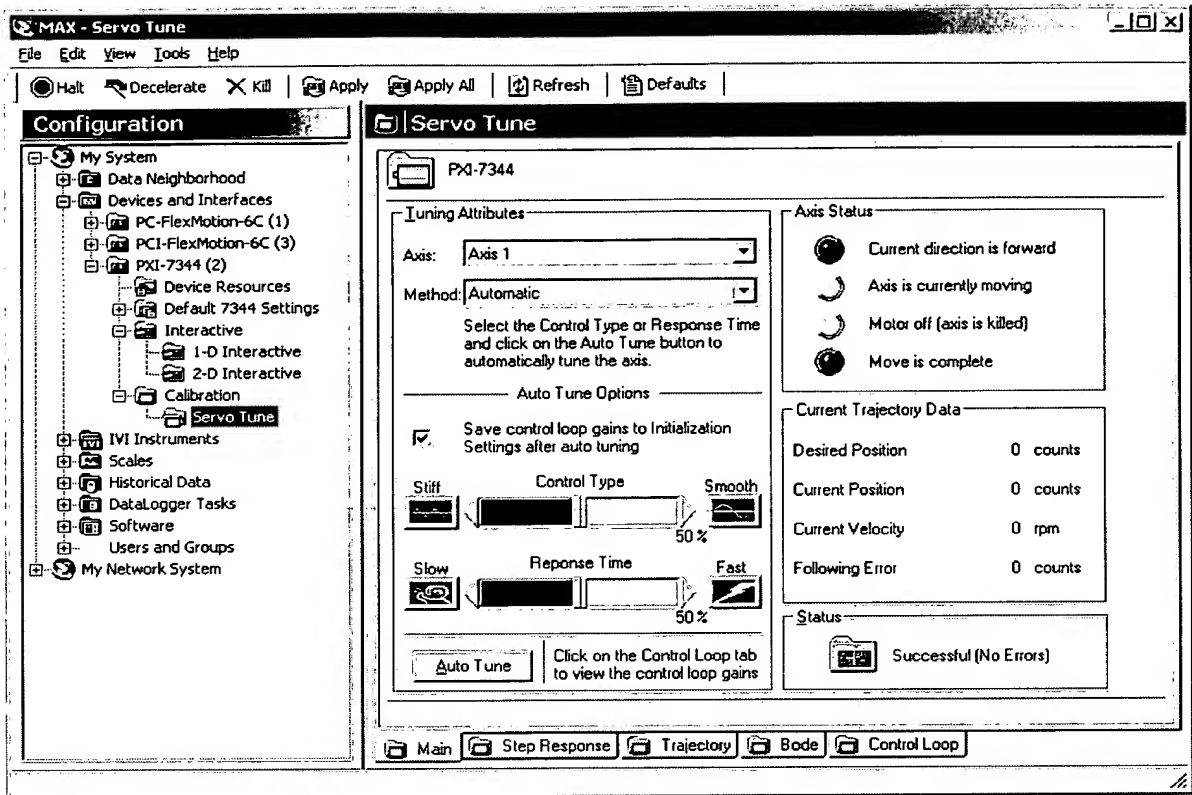 MAX - Servo Tune
File Edit View Tools Help
Halt Decelerate Kill Apply Apply All Refresh Defaults
Configuration
My System
Data Neighborhood
Devices and Interfaces
PC-FlexMotion-6C (1)
PCI-FlexMotion-6C (3)
PXI-7344 (2)
Device Resources
Default 7344 Settings
Interactive
1-D Interactive
2-D Interactive
Calibration
Servo Tune
IVI Instruments
Scales
Historical Data
DataLogger Tasks
Software
Users and Groups
My Network System
Servo Tune
PXI-7344
Tuning Attributes
Axis: Axis 1
Method: Automatic
Select the Control Type or Response Time
and click on the Auto Tune button to
automatically tune the axis.
Auto Tune Options
Save control loop gains to Initialization
Settings after auto tuning
Stiff Control Type Smooth
50 %
Slow Reponse Time Fast
50 %
Auto Tune
Click on the Control Loop tab
to view the control loop gains
Axis Status
Current direction is forward
Axis is currently moving
Motor off (axis is killed)
Move is complete
Current Trajectory Data
Desired Position 0 counts
Current Position 0 counts
Current Velocity 0 rpm
Following Error 0 counts
Status
Successful (No Errors)
Main Step Response Trajectory Bode Control Loop